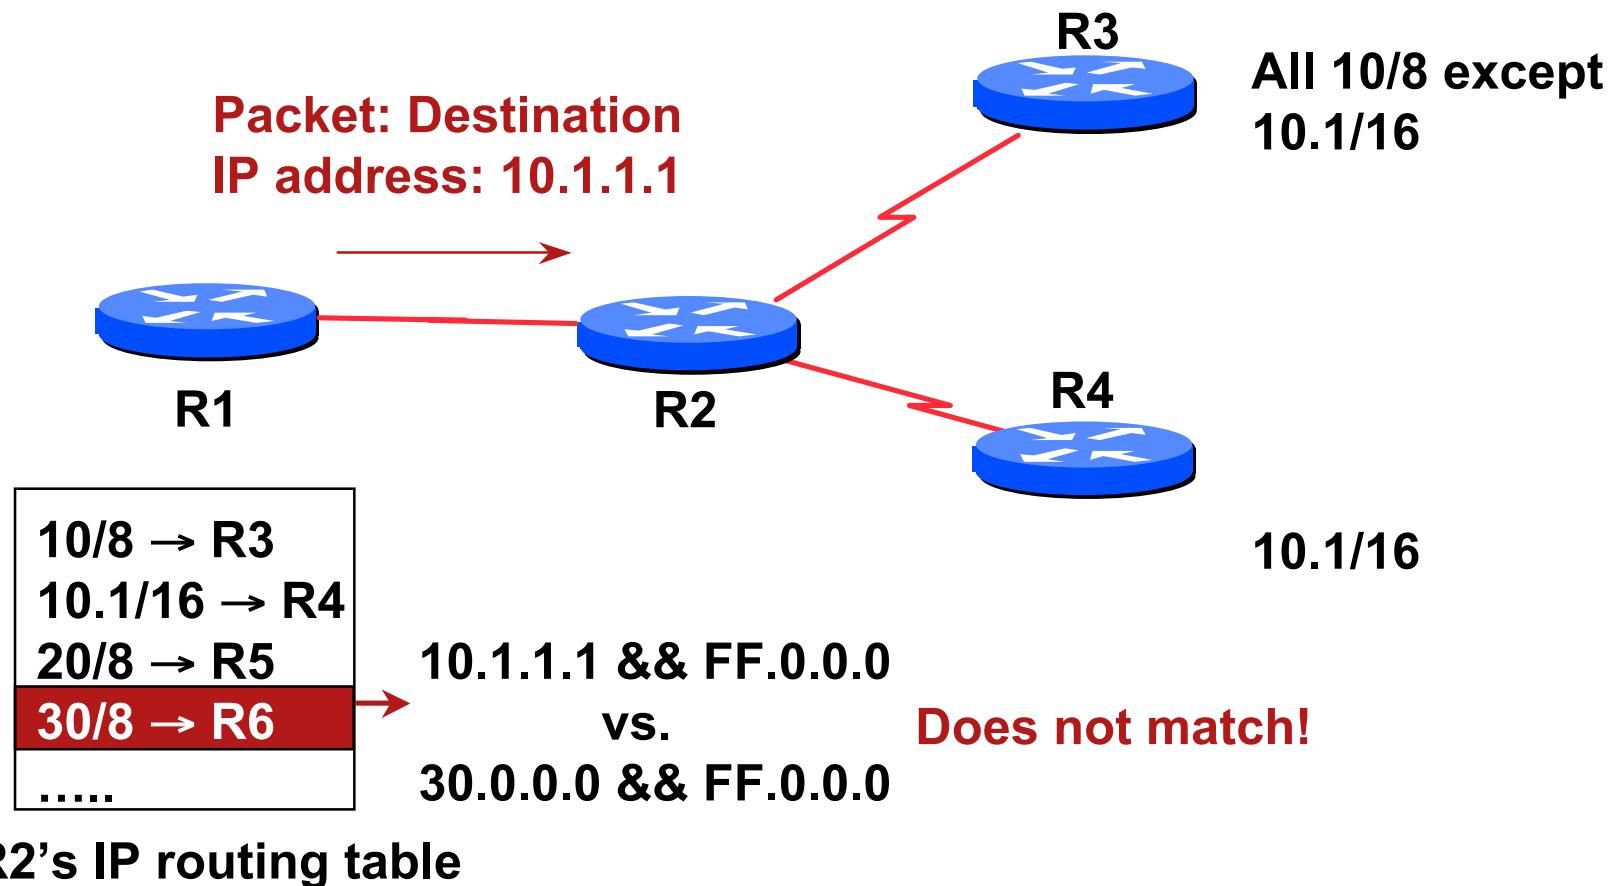 R3
All 10/8 except
10.1/16
Packet: Destination
IP address: 10.1.1.1
R1
R2
R4
10.1/16
10/8 → R3
10.1/16 → R4
20/8 → R5
30/8 → R6
…..
10.1.1.1 && FF.0.0.0
vs.
30.0.0.0 && FF.0.0.0
Does not match!
R2’s IP routing table